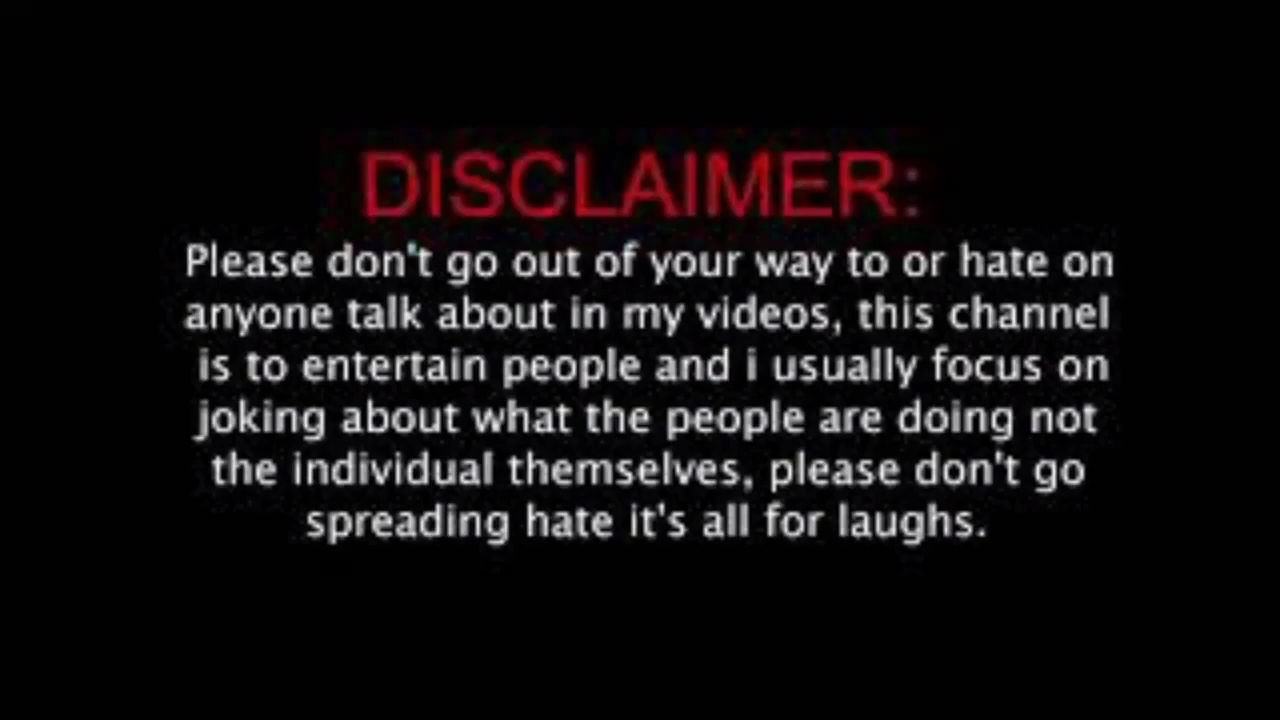 DISCLAIMER:
Please don't go out of your way to or hate on
anyone talk about in my videos, this channel
is to entertain people and i usually focus on
joking about what the people are doing not
the individual themselves, please don't go
spreading hate it's all for laughs.